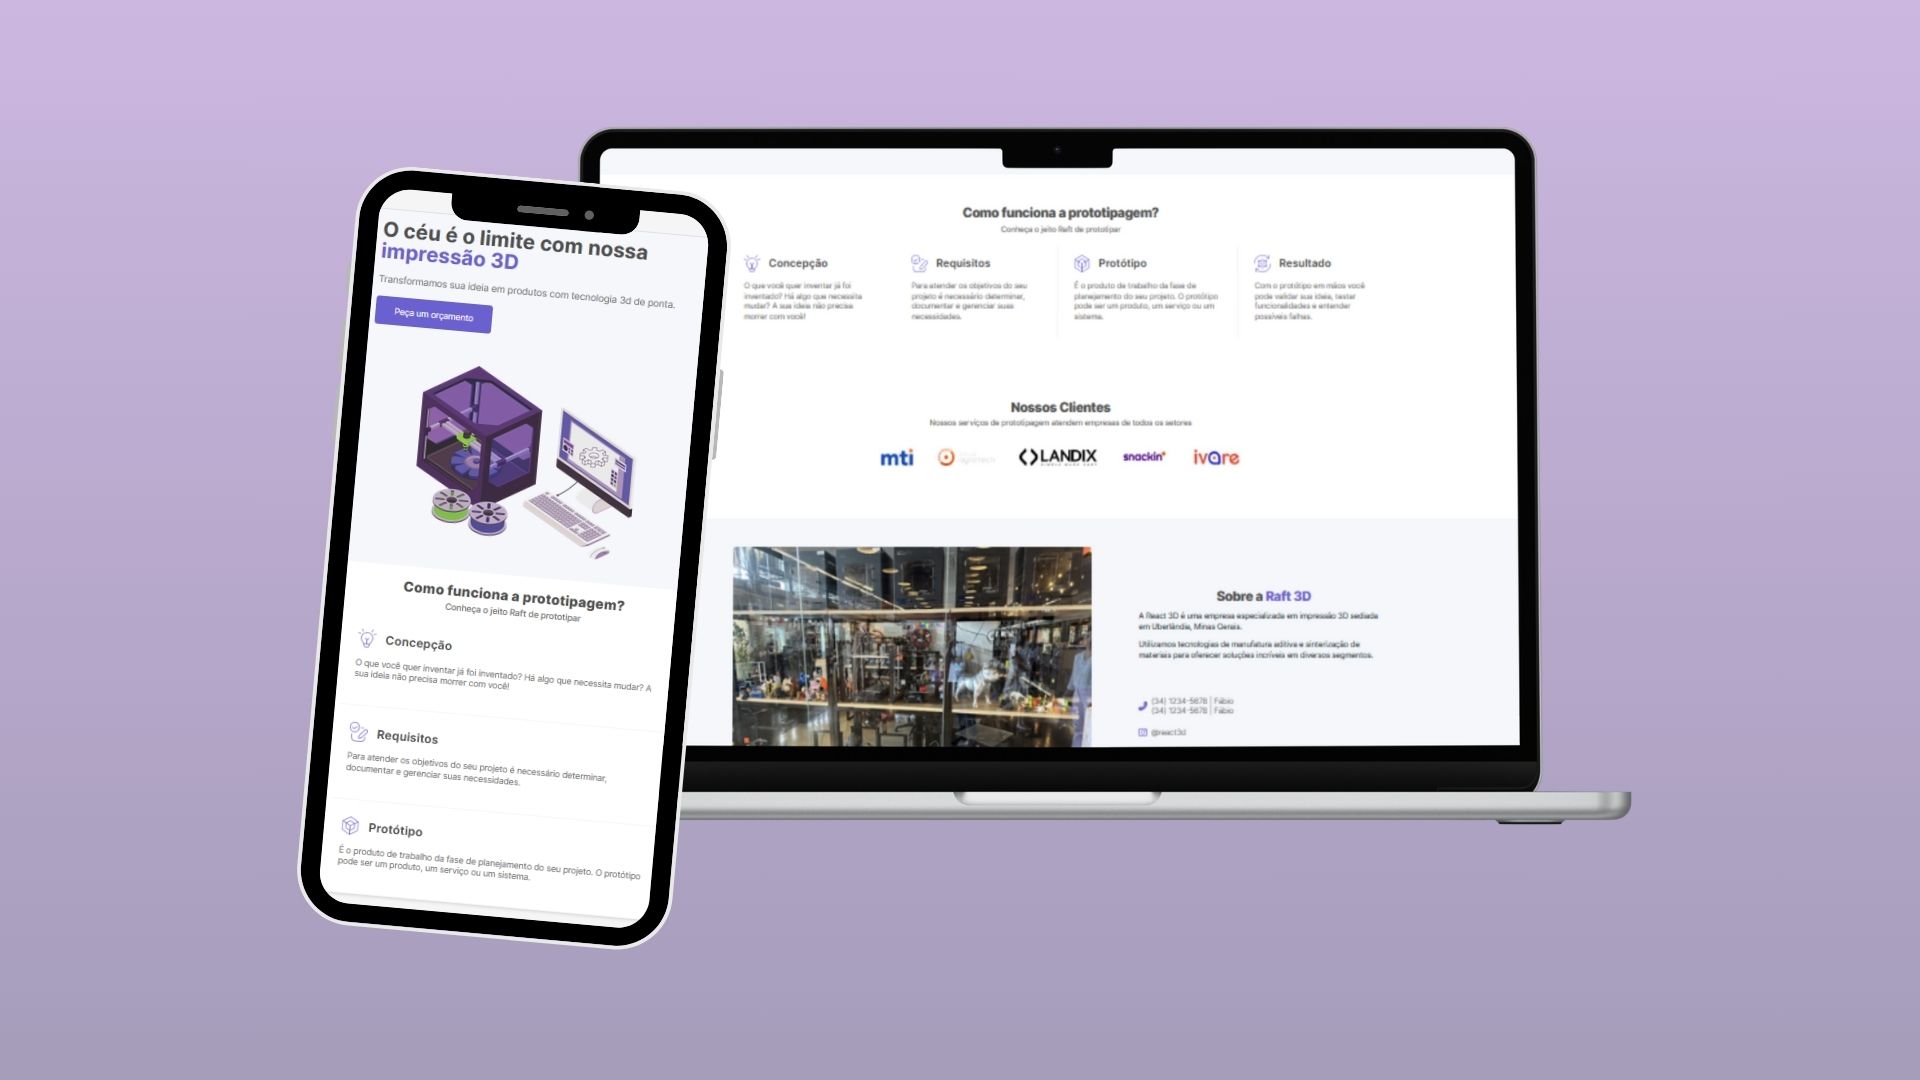 O céu é o limite com nossa
impressão 3D
Transformamos sua ideia em produtos com tecnologia 3d de ponta.
Peça um orçamento
Como funciona a prototipagem?
Conheça o jeito Raft de prototipar
Concepção
O que você quer inventar já foi inventado? Há algo que necessita mudar? A
sua ideia não precisa morrer com você!
Requisitos
Para atender os objetivos do seu projeto é necessário determinar,
documentar e gerenciar suas necessidades.
Protótipo
É o produto de trabalho da fase de planejamento do seu projeto. O protótipo
pode ser um produto, um serviço ou um sistema.
Como funciona a prototipagem?
Conheça o jeito Raft de prototipar
Concepção
O que você quer inventar já foi
inventado? Há algo que necessita
mudar? A sua ideia não precisa
morrer com você!
Requisitos
Para atender os objetivos do seu
projeto é necessário determinar,
documentar e gerenciar suas
necessidades.
Protótipo
É o produto de trabalho da fase de
planejamento do seu projeto. O protótipo
pode ser um produto, um serviço ou um
sistema.
Resultado
Com o protótipo em mãos você
pode validar sua ideia, testar
funcionalidades e entender
possíveis falhas.
Nossos Clientes
Nossos serviços de prototipagem atendem empresas de todos os setores
mti
agrotech
LANDIX
SIMPLE MADE EASY
snackin'
ivare
Sobre a Raft 3D
A React 3D é uma empresa especializada em impressão 3D sediada
em Uberlândia, Minas Gerais.
Utilizamos tecnologias de manufatura aditiva e sinterização de
materiais para oferecer soluções incríveis em diversos segmentos.
(34) 1234-5678 | Fábio
(34) 1234-5678 | Fábio
@react3d